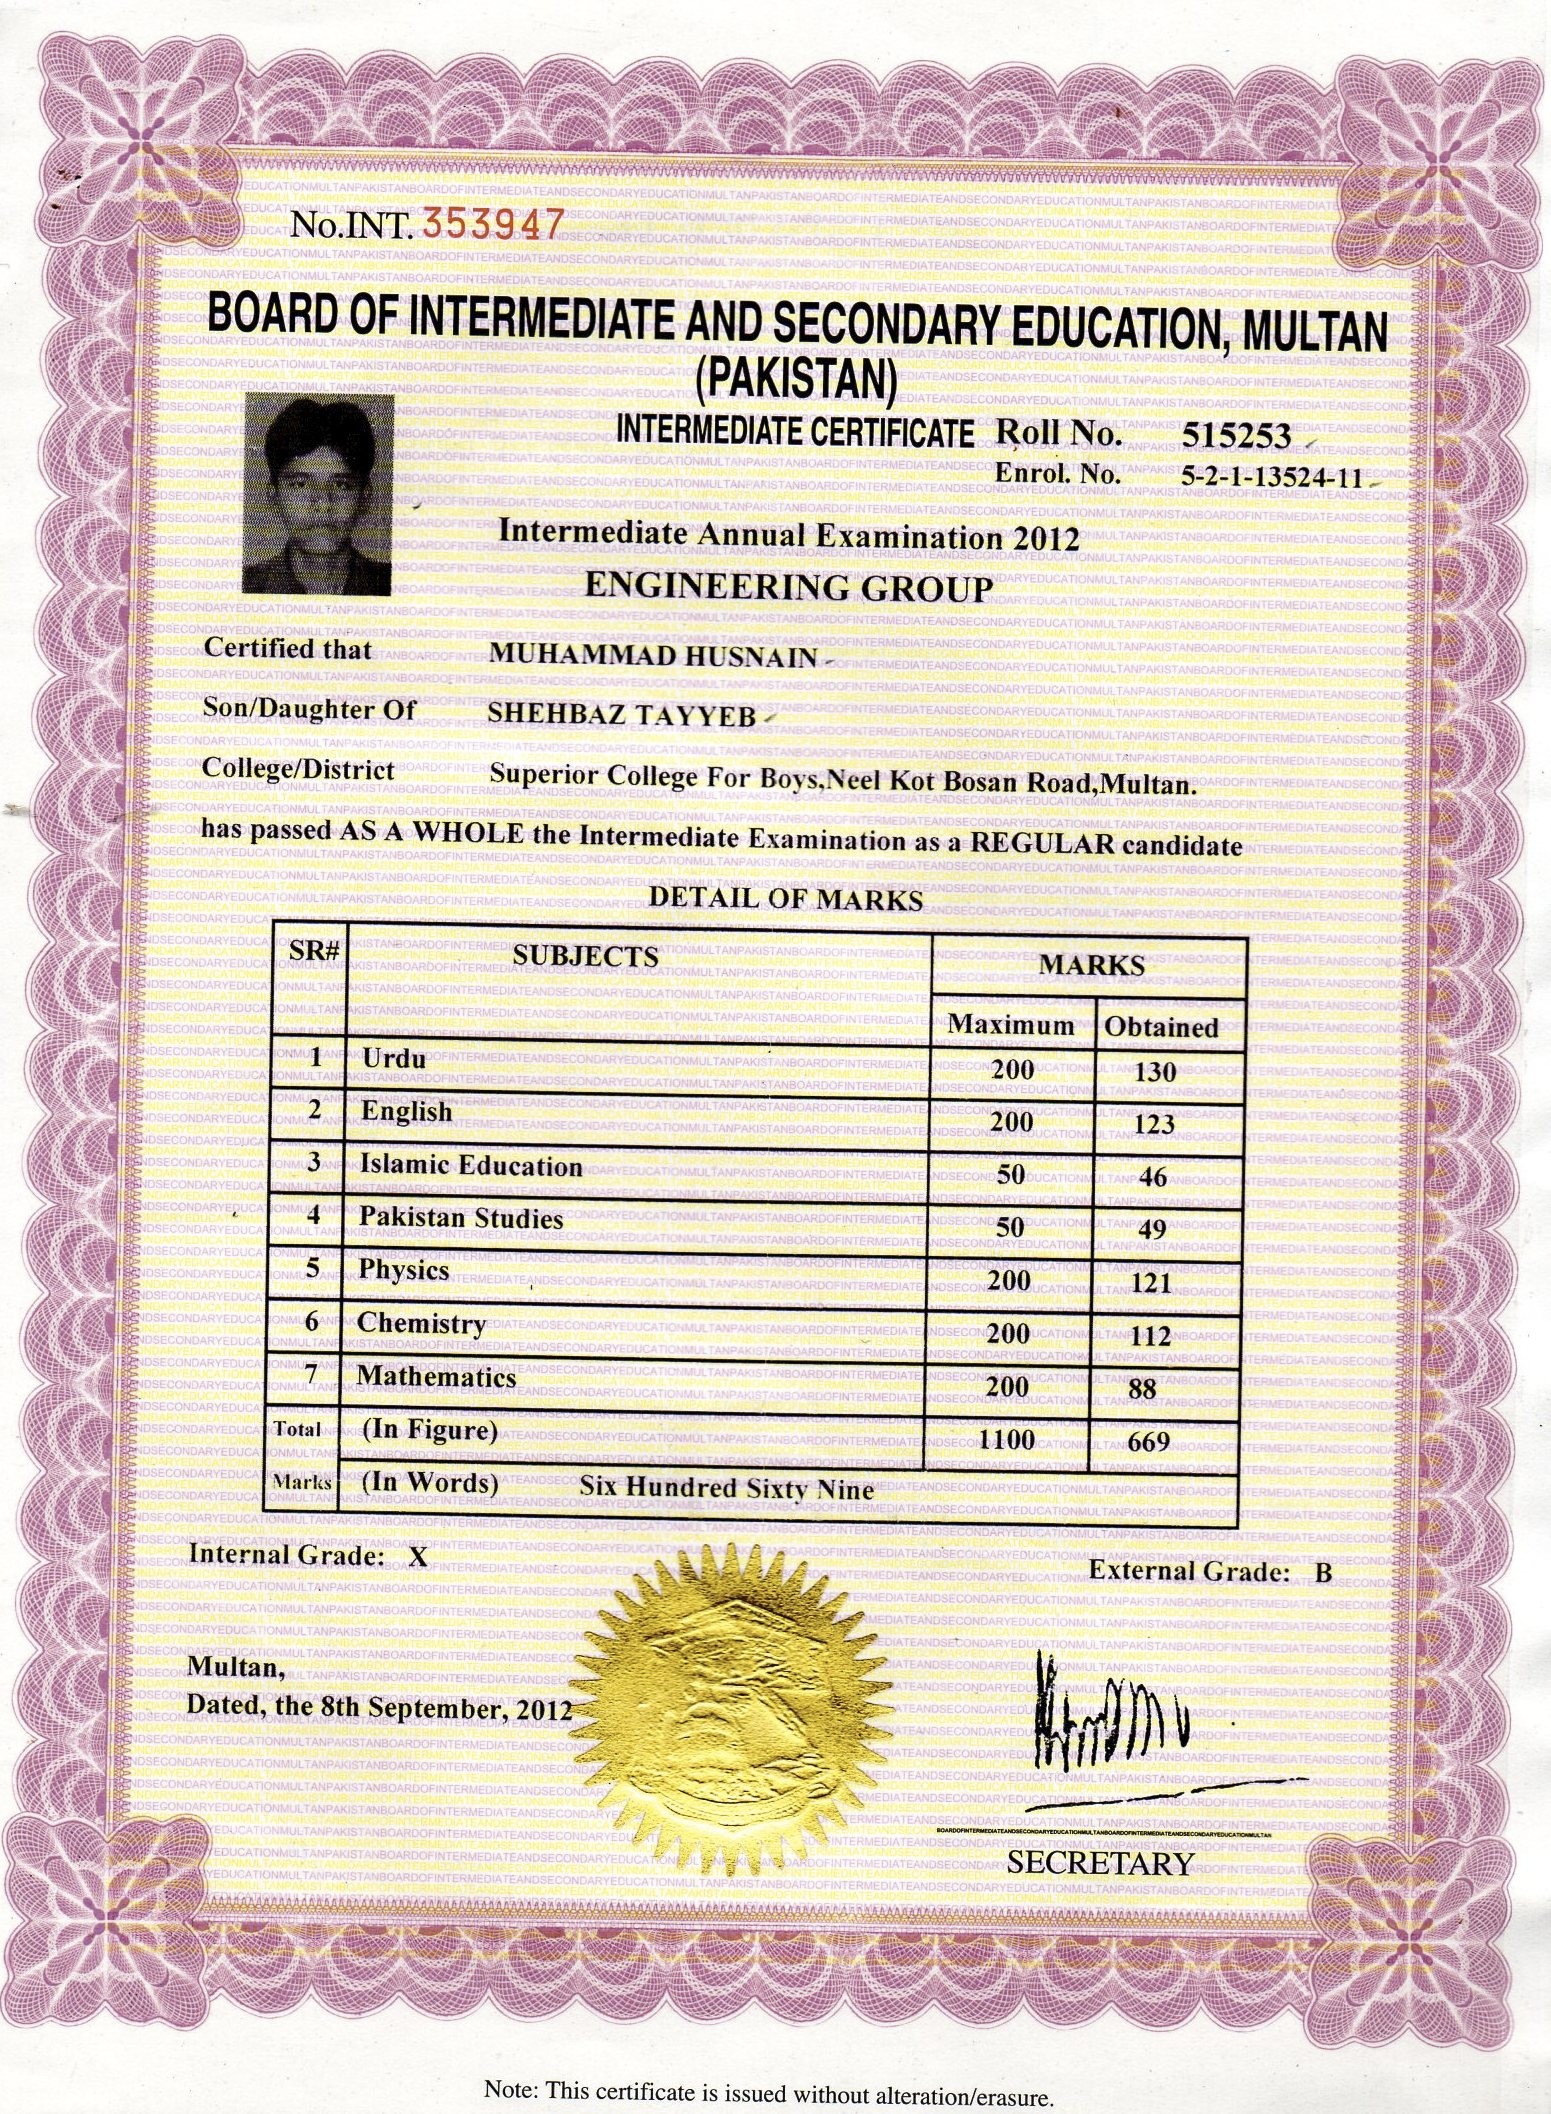 No.INT. 353947
BOARD OF INTERMEDIATE AND SECONDARY EDUCATION, MULTAN
(PAKISTAN)
INTERMEDIATE CERTIFICATE Roll No. 515253
Enrol. No. 5-2-1-13524-11
Intermediate Annual Examination 2012
ENGINEERING GROUP
Certified that MUHAMMAD HUSNAIN
Son/Daughter Of SHEHBAZ TAYYEB
College/District Superior College For Boys,Neel Kot Bosan Road,Multan.
has passed AS A WHOLE the Intermediate Examination as a REGULAR candidate
DETAIL OF MARKS
SR# SUBJECTS MARKS
Maximum Obtained
1 Urdu 200 130
2 English 200 123
3 Islamic Education 50 46
4 Pakistan Studies 50 49
5 Physics 200 121
6 Chemistry 200 112
7 Mathematics 200 88
Total (In Figure) 1100 669
Marks (In Words) Six Hundred Sixty Nine
Internal Grade: X External Grade: B
Multan,
Dated, the 8th September, 2012
BOARDOFINTERMEDIATEANDSECONDARYEDUCATIONMULTANBOARDOFINTERMEDIATEANDSECONDARYEDUCATIONMULTAN
SECRETARY
Note: This certificate is issued without alteration/erasure.